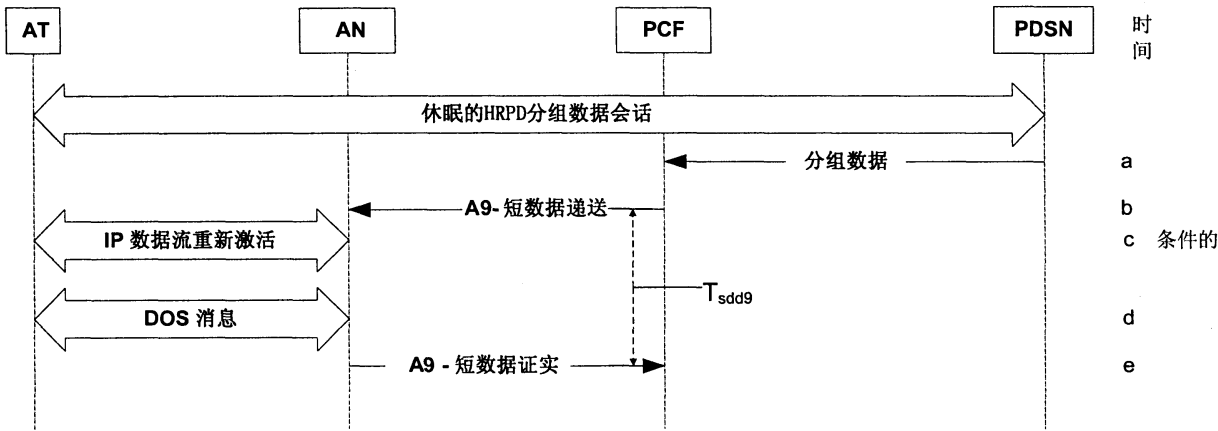 AT AN PCF PDSN 时间
休眠的HRPD分组数据会话
分组数据 a
A9-短数据递送 b
IP 数据流重新激活 c 条件的
Tsdd9
DOS 消息 d
A9 - 短数据证实 e